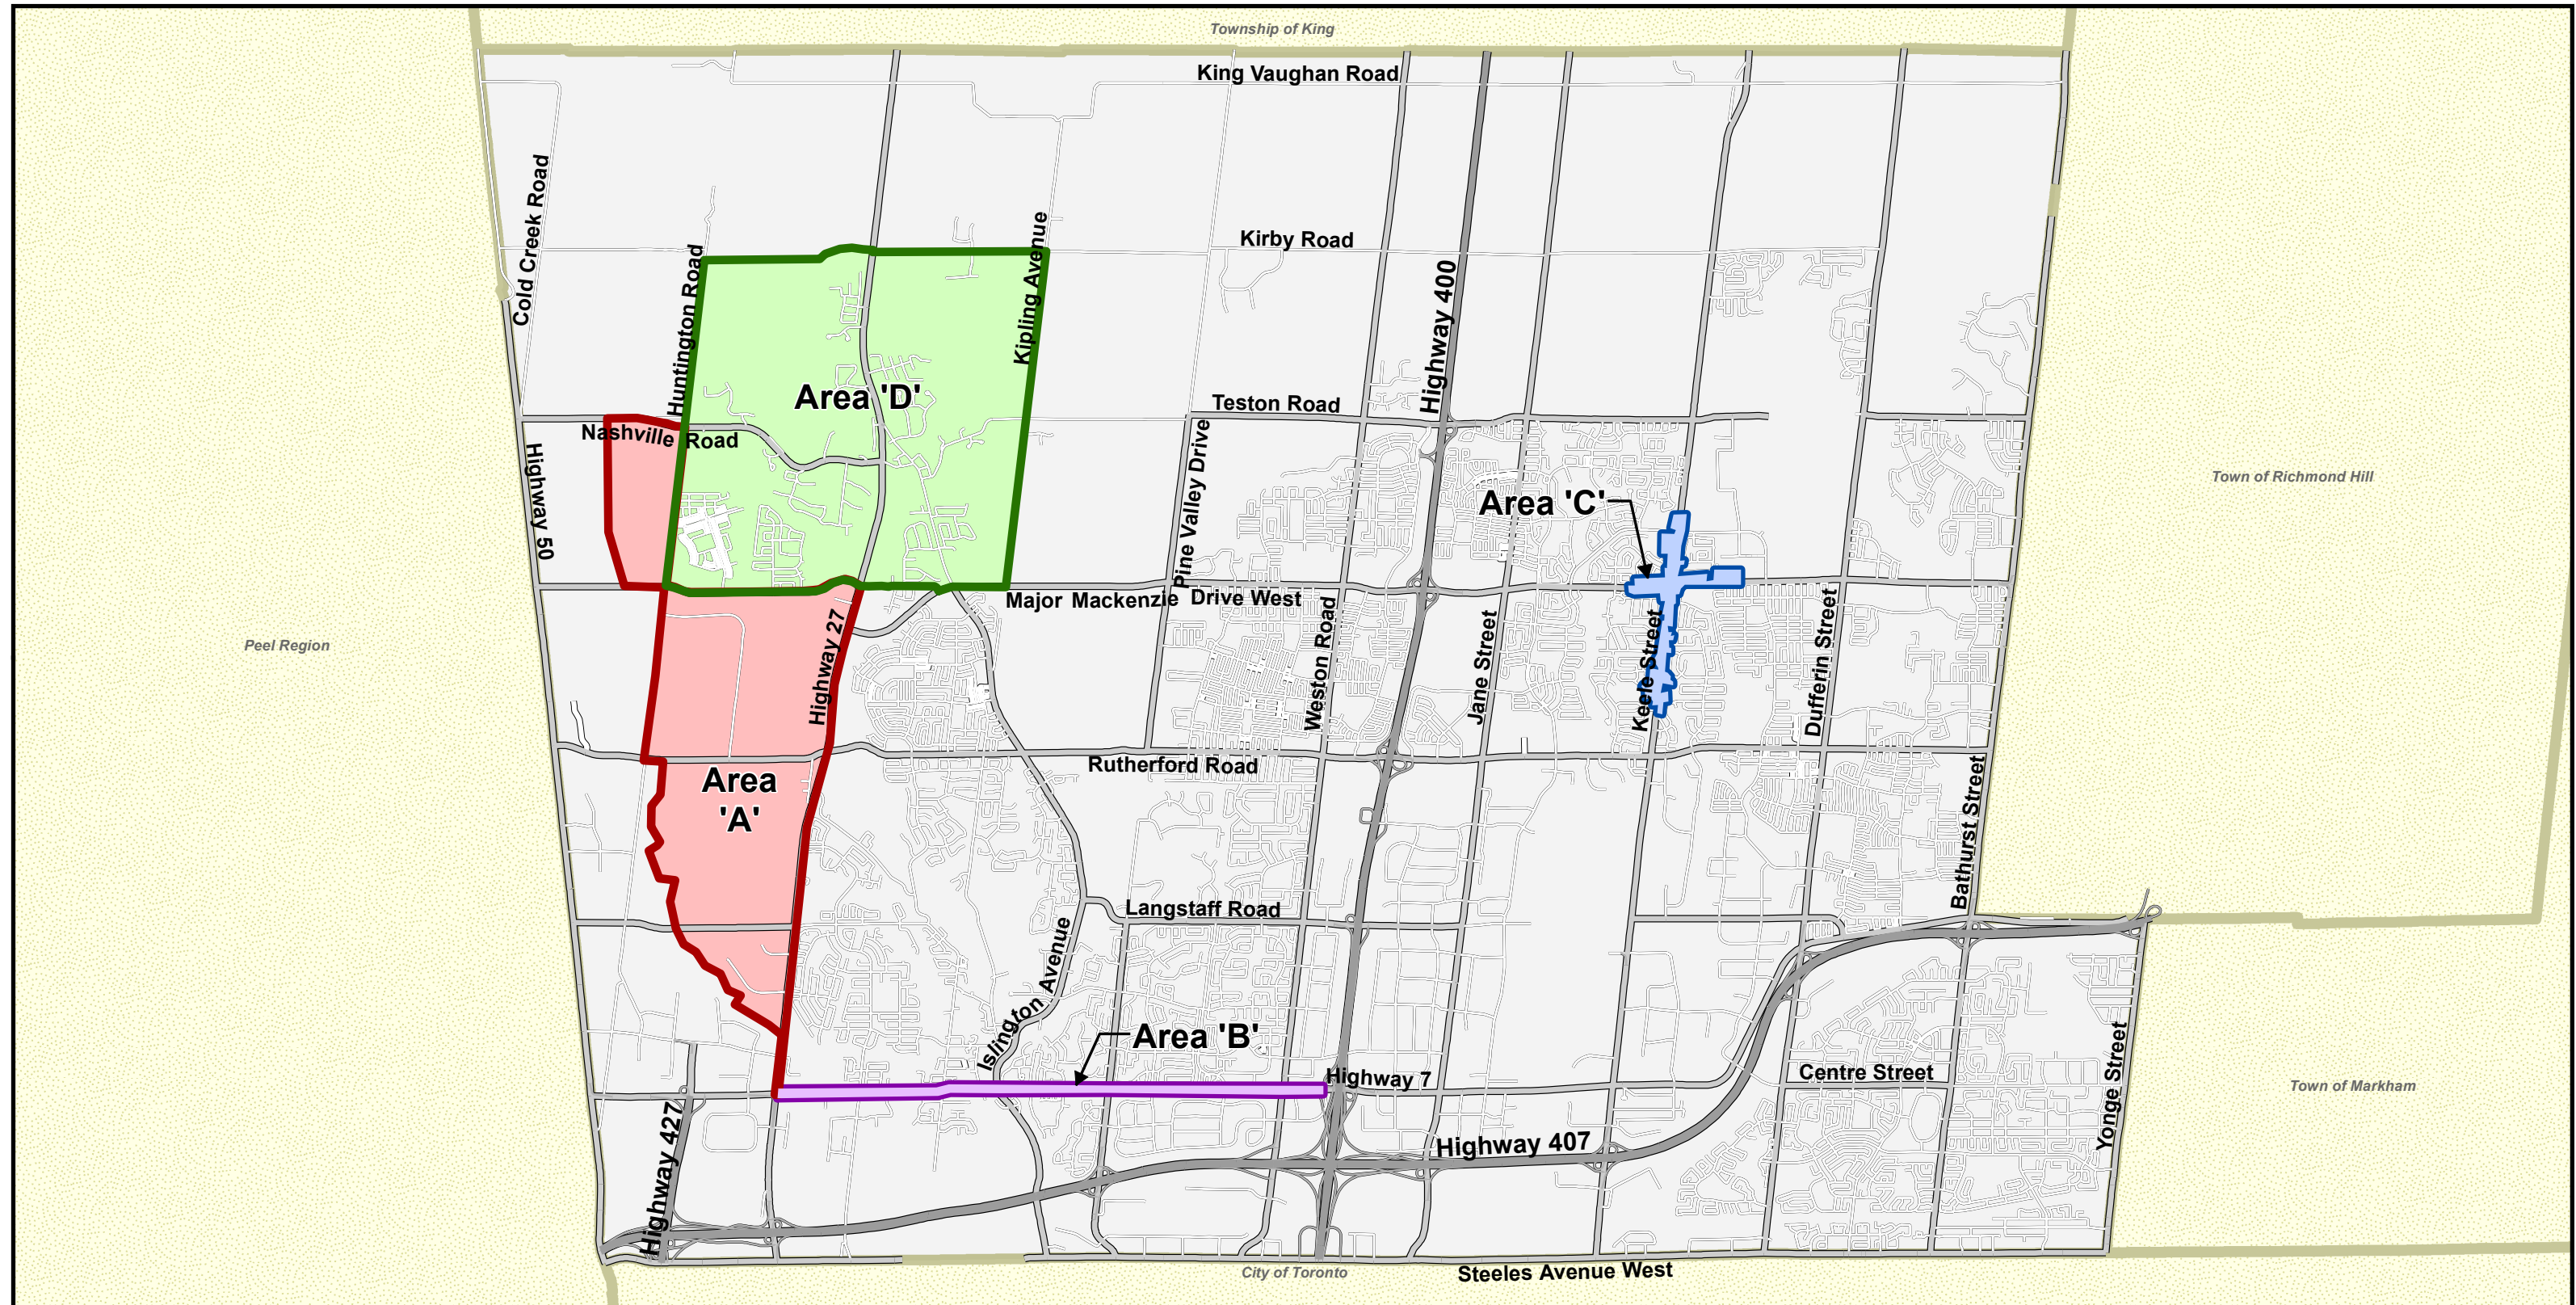 Township of King
King Vaughan Road
Cold Creek Road
Huntington Road
Kipling Avenue
Kirby Road
Highway 400
Area 'D'
Teston Road
Nashville Road
Highway 50
Pine Valley Drive
Area 'C'
Town of Richmond Hill
Major Mackenzie Drive West
Peel Region
Highway 27
Weston Road
Jane Street
Keele Street
Dufferin Street
Rutherford Road
Area
'A'
Bathurst Street
Langstaff Road
Islington Avenue
Area 'B'
Highway 7
Centre Street
Yonge Street
Town of Markham
Highway 427
Highway 407
City of Toronto
Steeles Avenue West